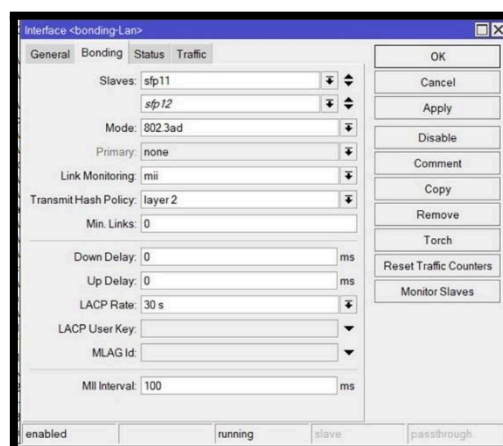 Interface <bonding-Lan>
General Bonding Status Traffic
Slaves: sfp11
sfp12
Mode: 802.3ad
Primary: none
Link Monitoring: mii
Transmit Hash Policy: layer 2
Min. Links: 0
Down Delay: 0 ms
Up Delay: 0 ms
LACP Rate: 30 s
LACP User Key:
MLAG Id:
MII Interval: 100 ms
OK
Cancel
Apply
Disable
Comment
Copy
Remove
Torch
Reset Traffic Counters
Monitor Slaves
enabled running slave passthrough